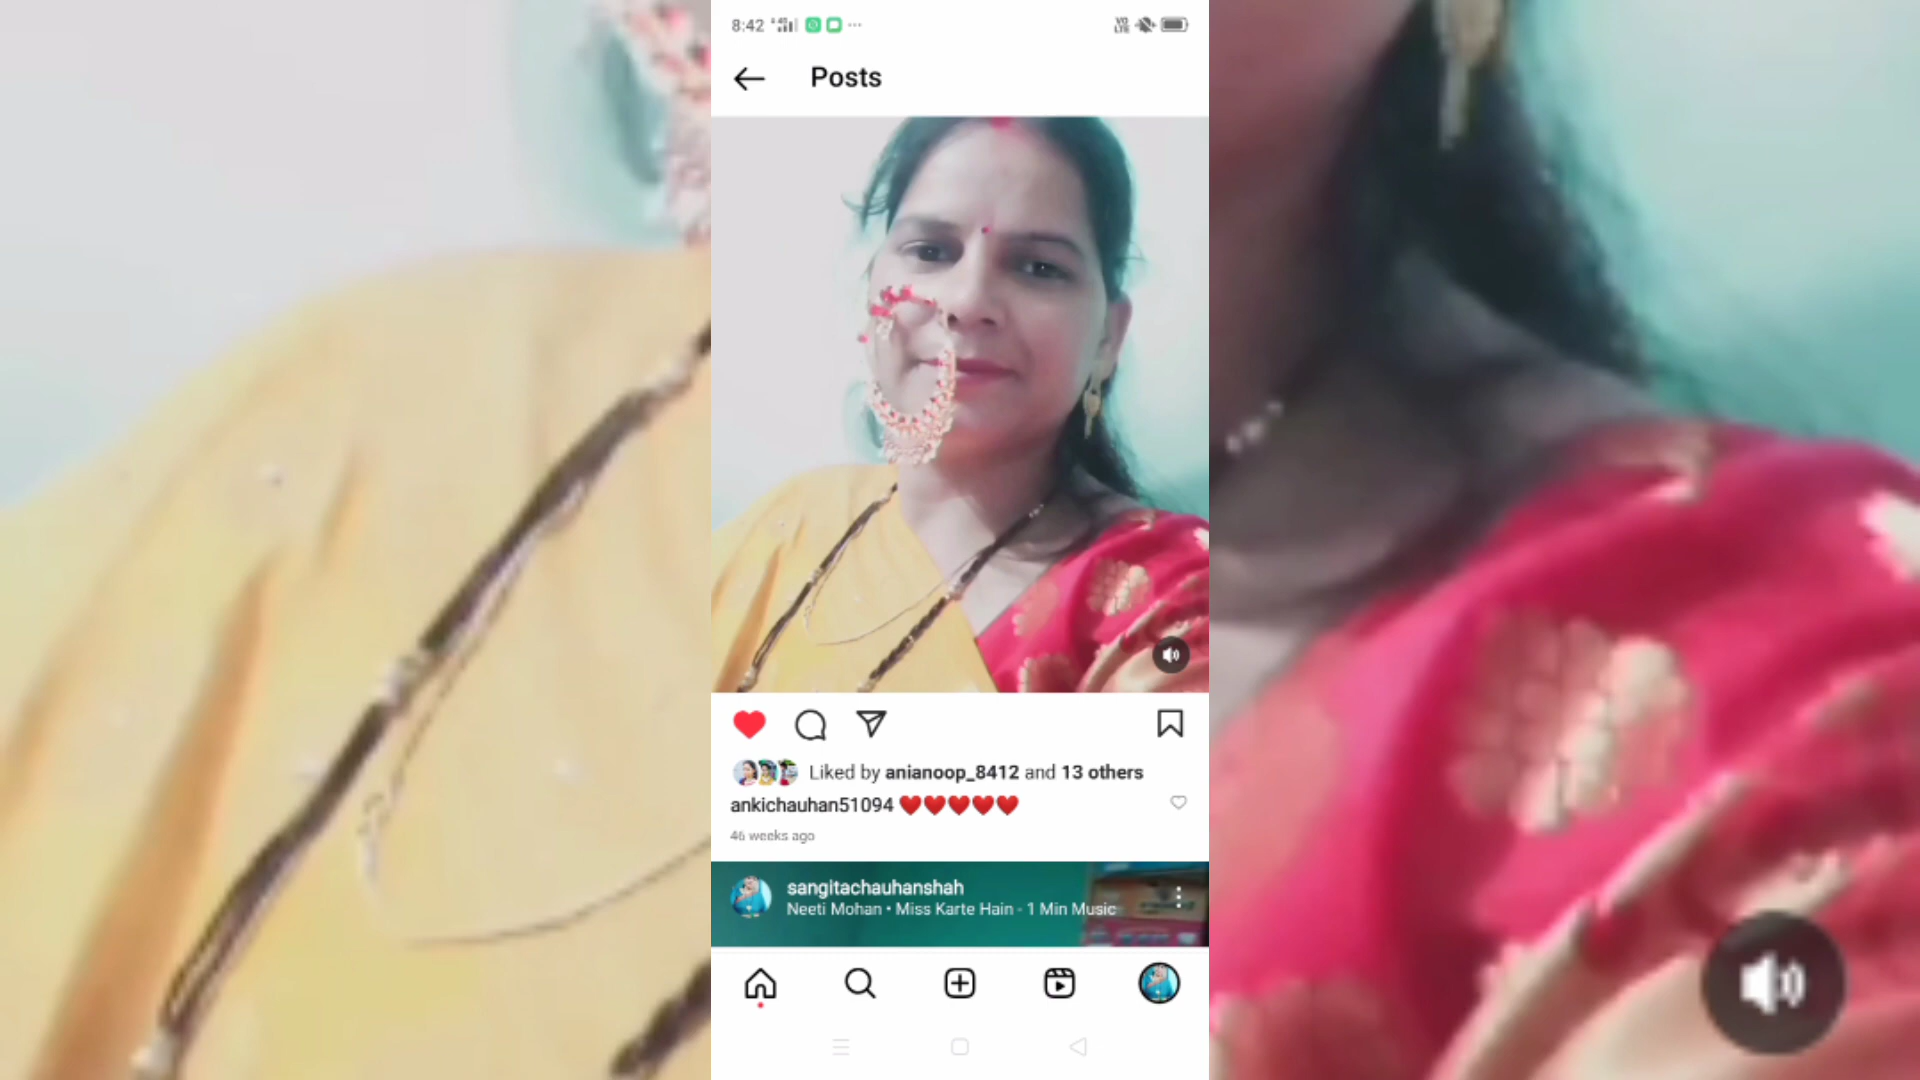 8:42
Posts
Liked by anianoop_8412 and 13 others
ankichauhan51094 ❤️❤️❤️❤️❤️
46 weeks ago
sangitachauhanshah
Neeti Mohan • Miss Karte Hain - 1 Min Music